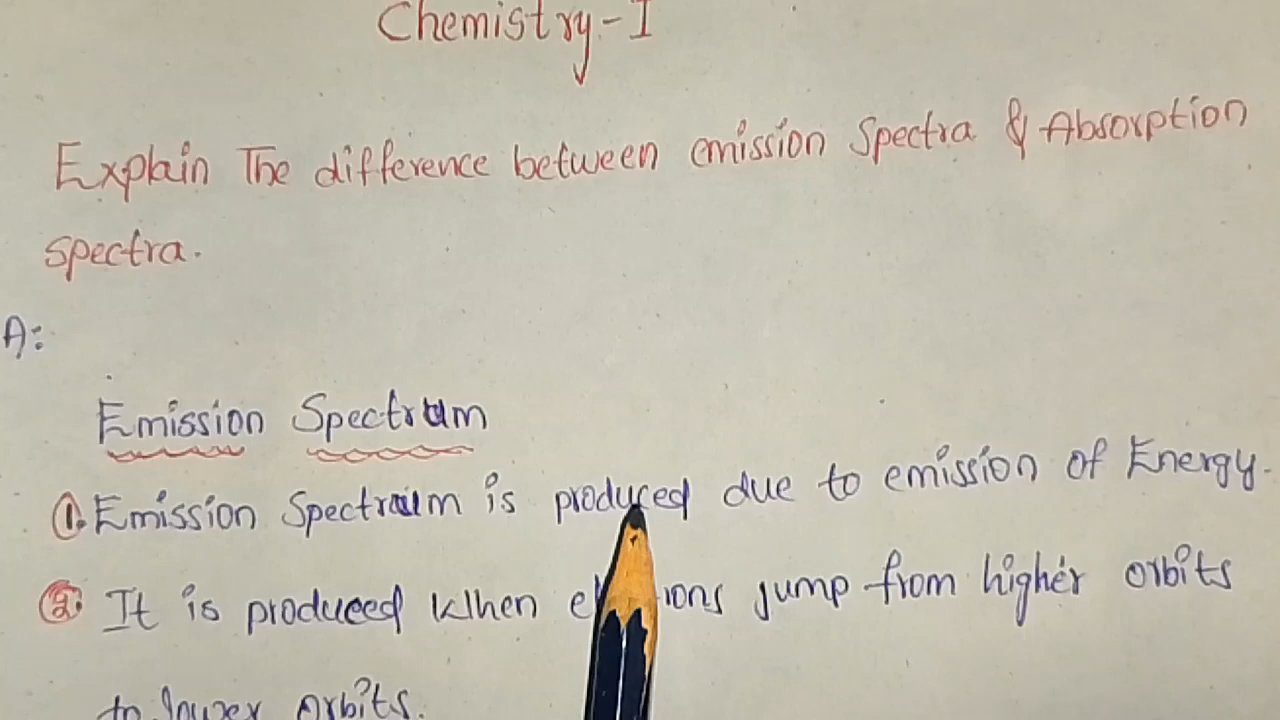 Chemistry-I
Explain The difference between emission Spectra & Absorption
spectra.
A:
Emission Spectrum
1. Emission Spectrum is produced due to emission of Energy.
2. It is produced When jump from higher orbits
to lower orbits.